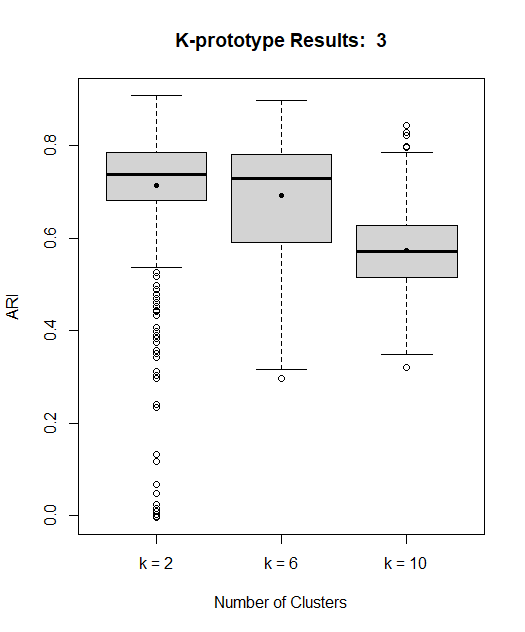 K-prototype Results:  3
ARI
0.8
0.6
0.4
0.2
0.0
k = 2
k = 6
k = 10
Number of Clusters